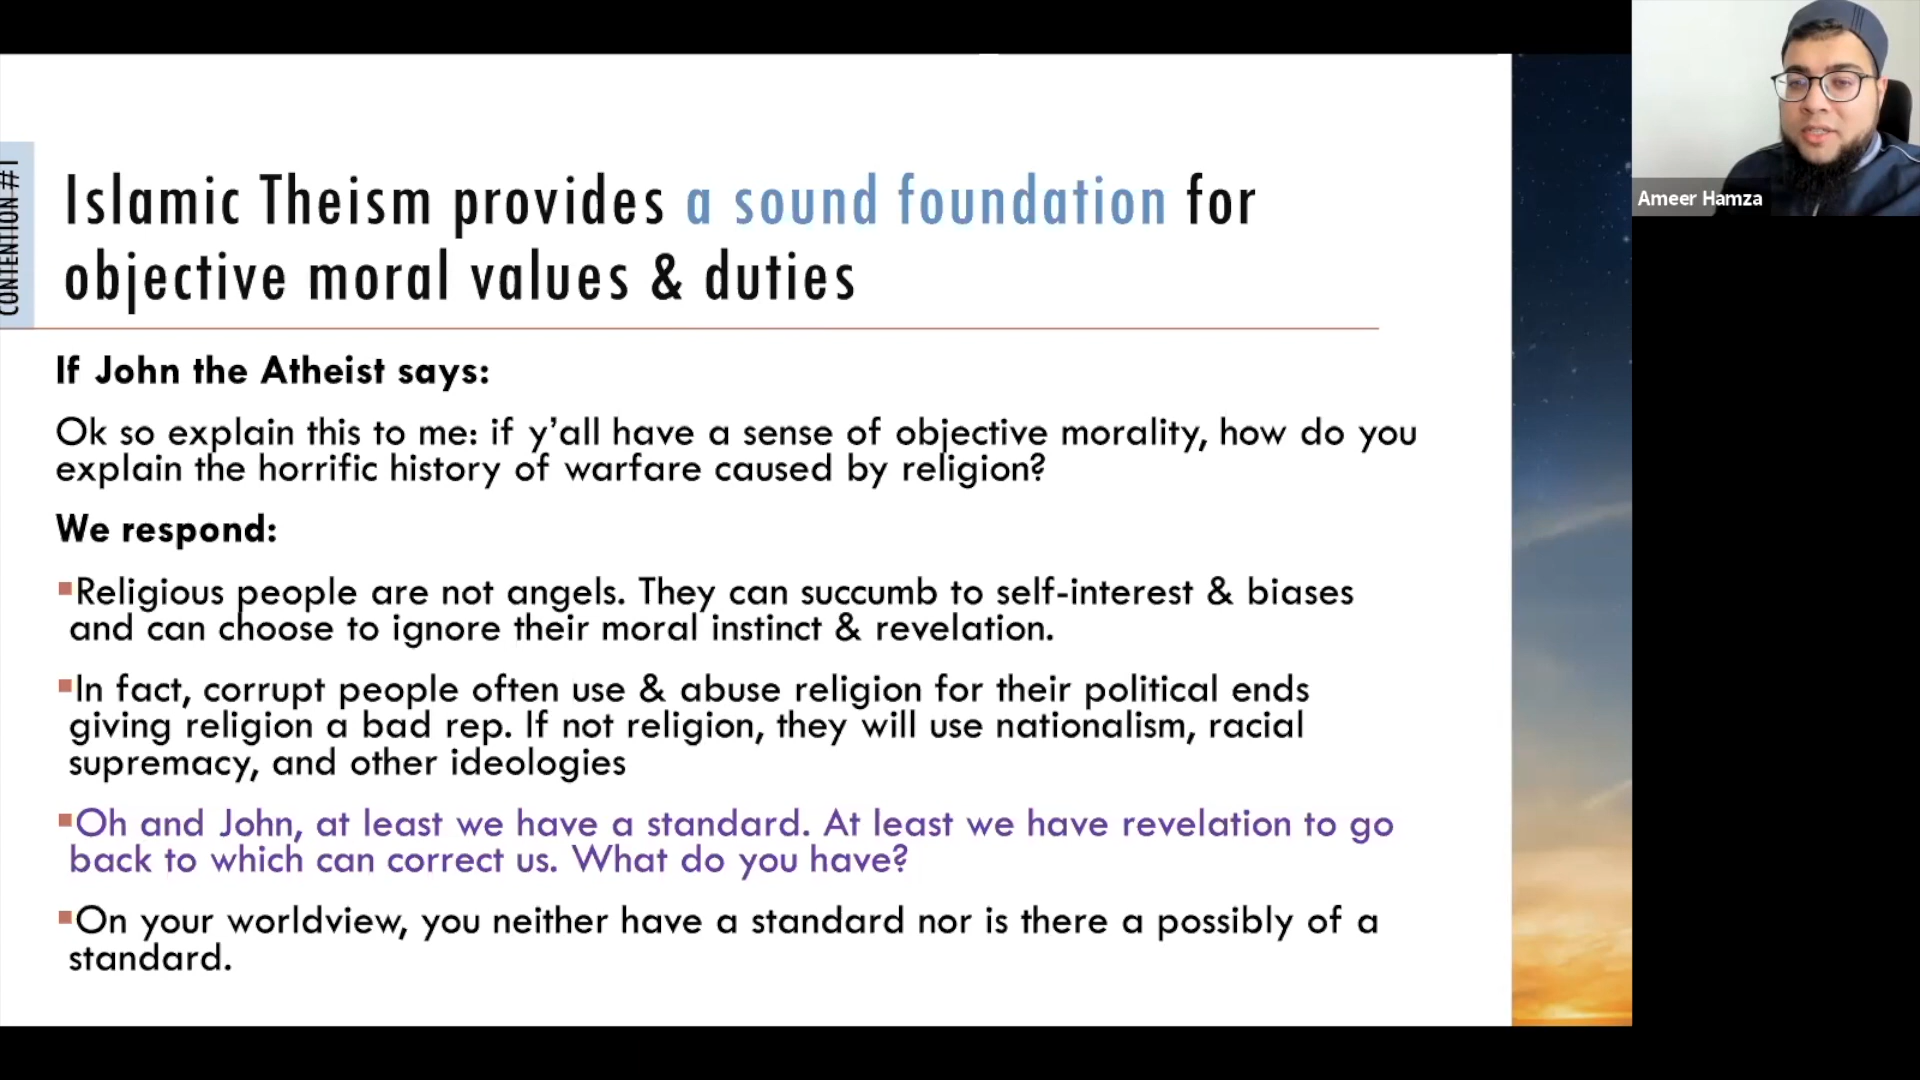 CONTENTION #1
Islamic Theism provides a sound foundation for
objective moral values & duties
If John the Atheist says:
Ok so explain this to me: if y’all have a sense of objective morality, how do you
explain the horrific history of warfare caused by religion?
We respond:
Religious people are not angels. They can succumb to self-interest & biases
and can choose to ignore their moral instinct & revelation.
In fact, corrupt people often use & abuse religion for their political ends
giving religion a bad rep. If not religion, they will use nationalism, racial
supremacy, and other ideologies
Oh and John, at least we have a standard. At least we have revelation to go
back to which can correct us. What do you have?
On your worldview, you neither have a standard nor is there a possibly of a
standard.
Ameer Hamza